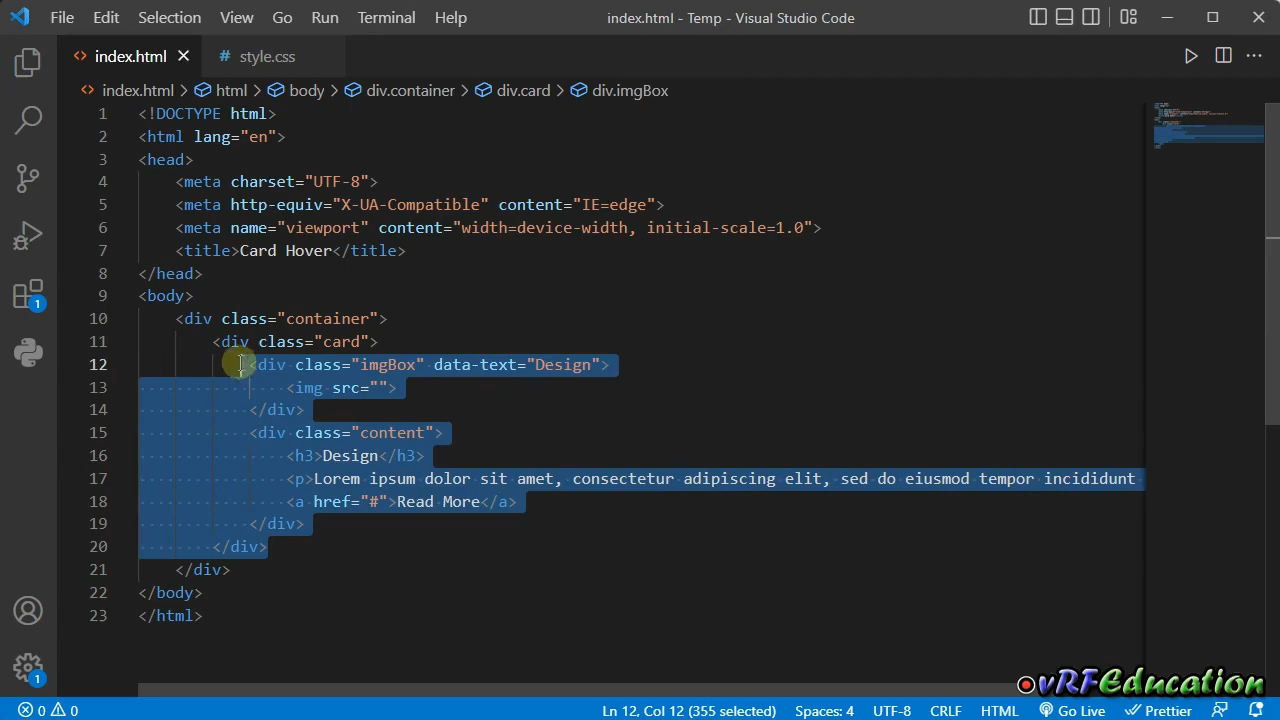 File Edit Selection View Go Run Terminal Help index.html - Temp - Visual Studio Code
index.html style.css
index.html html body div.container div.card div.imgBox
1 <!DOCTYPE html>
2 <html lang="en">
3 <head>
4 <meta charset="UTF-8">
5 <meta http-equiv="X-UA-Compatible" content="IE=edge">
6 <meta name="viewport" content="width=device-width, initial-scale=1.0">
7 <title>Card Hover</title>
8 </head>
9 <body>
10 <div class="container">
11 <div class="card">
12 <div class="imgBox" data-text="Design">
13 <img src="">
14 </div>
15 <div class="content">
16 <h3>Design</h3>
17 <p>Lorem ipsum dolor sit amet, consectetur adipiscing elit, sed do eiusmod tempor incididunt
18 <a href="#">Read More</a>
19 </div>
20 </div>
21 </div>
22 </body>
23 </html>
1
1
vRFEducation
0 0 Ln 12, Col 12 (355 selected) Spaces: 4 UTF-8 CRLF HTML Go Live Prettier